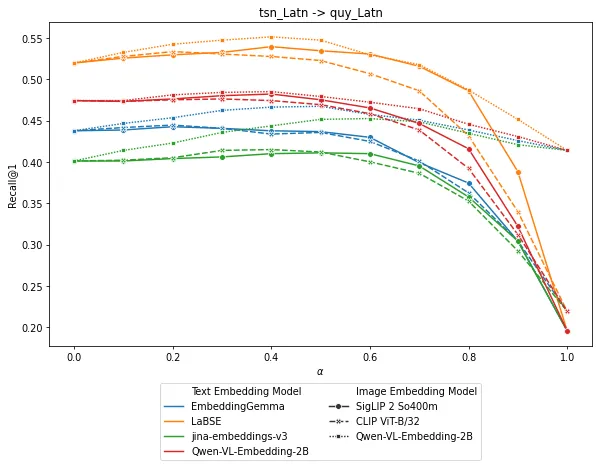 tsn_Latn -> quy_Latn
0.55
0.50
0.45
0.40
0.35
0.30
0.25
0.20
Recall@1
0.0 0.2 0.4 0.6 0.8 1.0
α
Text Embedding Model
EmbeddingGemma
LaBSE
jina-embeddings-v3
Qwen-VL-Embedding-2B
Image Embedding Model
SigLIP 2 So400m
CLIP ViT-B/32
Qwen-VL-Embedding-2B